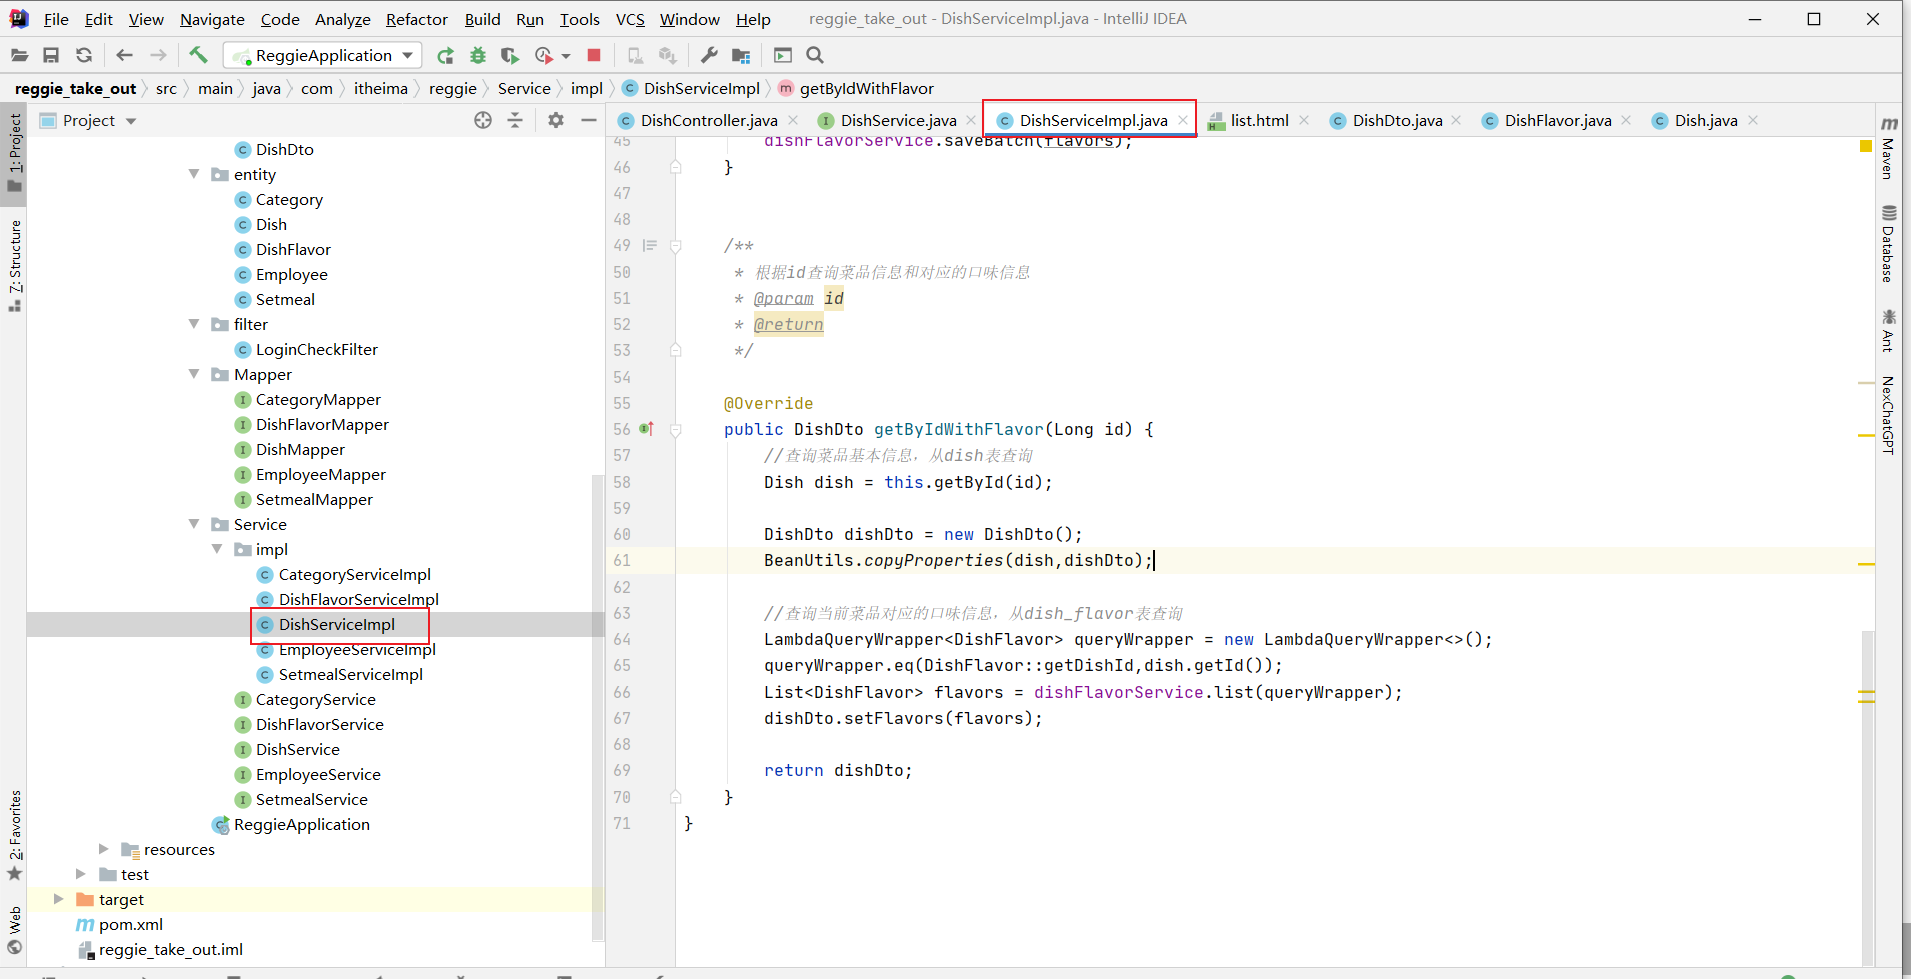 File Edit View Navigate Code Analyze Refactor Build Run Tools VCS Window Help reggie_take_out - DishServiceImpl.java - IntelliJ IDEA
ReggieApplication
reggie_take_out src main java com itheima reggie Service impl DishServiceImpl getByIdWithFlavor
Project
DishController.java DishService.java DishServiceImpl.java list.html DishDto.java DishFlavor.java Dish.java
1: Project
7: Structure
2: Favorites
Web
DishDto
entity
Category
Dish
DishFlavor
Employee
Setmeal
filter
LoginCheckFilter
Mapper
CategoryMapper
DishFlavorMapper
DishMapper
EmployeeMapper
SetmealMapper
Service
impl
CategoryServiceImpl
DishFlavorServiceImpl
DishServiceImpl
EmployeeServiceImpl
SetmealServiceImpl
CategoryService
DishFlavorService
DishService
EmployeeService
SetmealService
ReggieApplication
resources
test
target
pom.xml
reggie_take_out.iml
45 dishFlavorService.saveBatch(flavors);
46 }
47
48
49 /**
50 * 根据id查询菜品信息和对应的口味信息
51 * @param id
52 * @return
53 */
54
55 @Override
56 public DishDto getByIdWithFlavor(Long id) {
57 //查询菜品基本信息，从dish表查询
58 Dish dish = this.getById(id);
59
60 DishDto dishDto = new DishDto();
61 BeanUtils.copyProperties(dish,dishDto);
62
63 //查询当前菜品对应的口味信息，从dish_flavor表查询
64 LambdaQueryWrapper<DishFlavor> queryWrapper = new LambdaQueryWrapper<>();
65 queryWrapper.eq(DishFlavor::getDishId,dish.getId());
66 List<DishFlavor> flavors = dishFlavorService.list(queryWrapper);
67 dishDto.setFlavors(flavors);
68
69 return dishDto;
70 }
71 }
Maven
Database
Ant
NexChatGPT